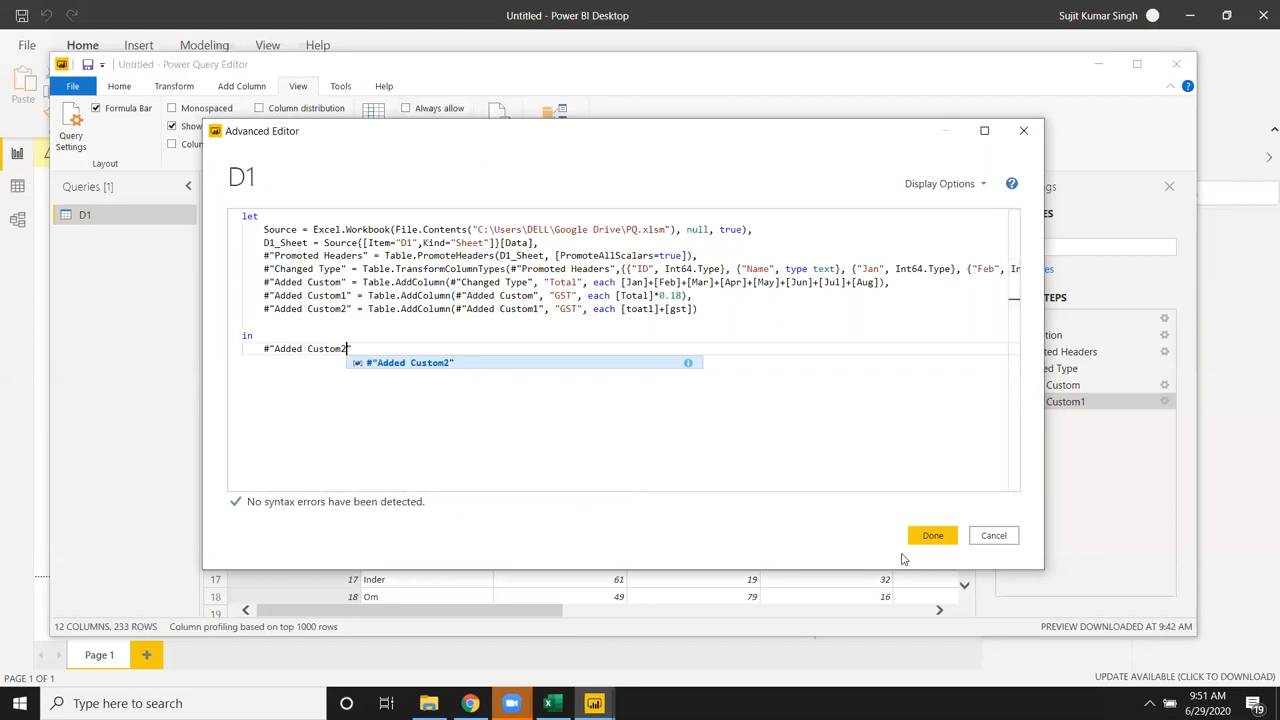 Untitled - Power BI Desktop
Sujit Kumar Singh
File Home Insert Modeling View Help
Untitled - Power Query Editor
File Home Transform Add Column View Tools Help
Paste
Query Settings
Formula Bar
Monospaced
Column distribution
Always allow
Show
Layout
Advanced Editor
Queries [1]
D1
D1
Display Options
let
Source = Excel.Workbook(File.Contents("C:\Users\DELL\Google Drive\PQ.xlsm"), null, true),
D1_Sheet = Source{[Item="D1",Kind="Sheet"]}[Data],
#"Promoted Headers" = Table.PromoteHeaders(D1_Sheet, [PromoteAllScalars=true]),
#"Changed Type" = Table.TransformColumnTypes(#"Promoted Headers",{{"ID", Int64.Type}, {"Name", type text}, {"Jan", Int64.Type}, {"Feb", In
#"Added Custom" = Table.AddColumn(#"Changed Type", "Total", each [Jan]+[Feb]+[Mar]+[Apr]+[May]+[Jun]+[Jul]+[Aug]),
#"Added Custom1" = Table.AddColumn(#"Added Custom", "GST", each [Total]*0.18),
#"Added Custom2" = Table.AddColumn(#"Added Custom1", "GST", each [toatl]+[gst])
in
#"Added Custom2"
#"Added Custom2"
No syntax errors have been detected.
Done
Cancel
17 Inder 61 19 32
18 Om 49 79 16
19
12 COLUMNS, 233 ROWS Column profiling based on top 1000 rows
PREVIEW DOWNLOADED AT 9:42 AM
Page 1
PAGE 1 OF 1
UPDATE AVAILABLE (CLICK TO DOWNLOAD)
Type here to search
9:51 AM
6/29/2020
19